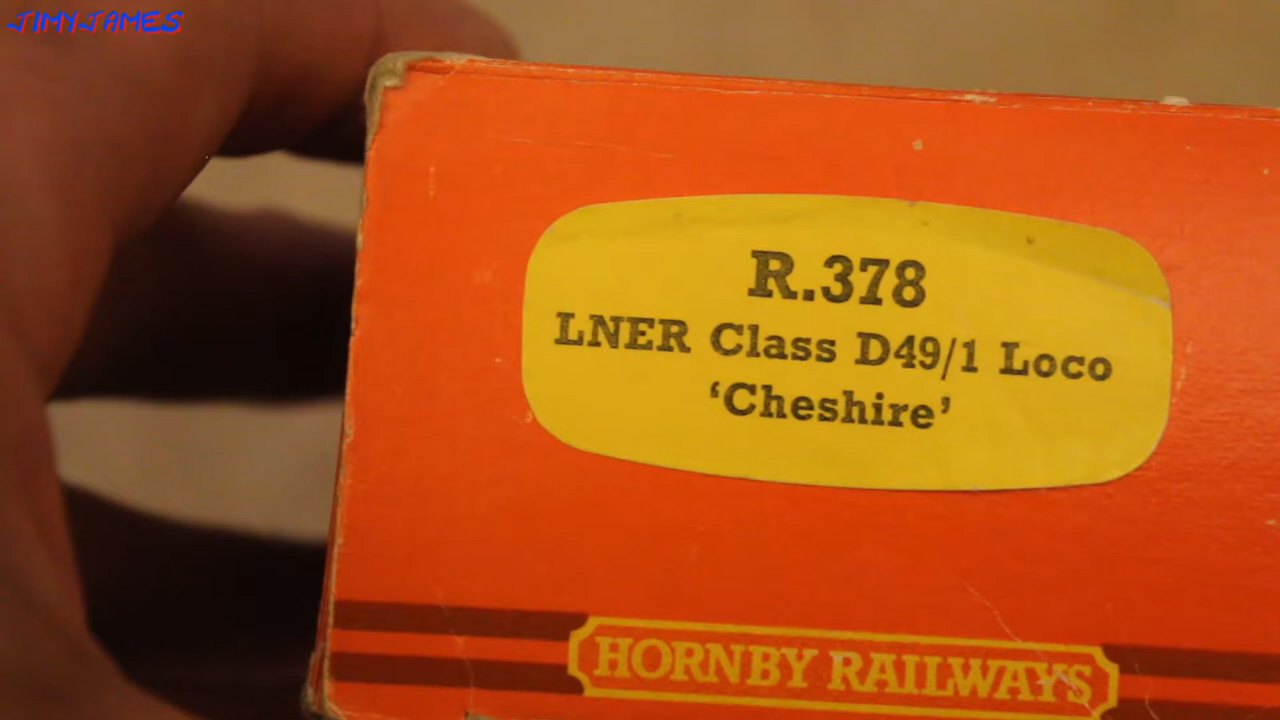 JIMYJAMES
R.378
LNER Class D49/1 Loco
‘Cheshire’
HORNBY RAILWAYS